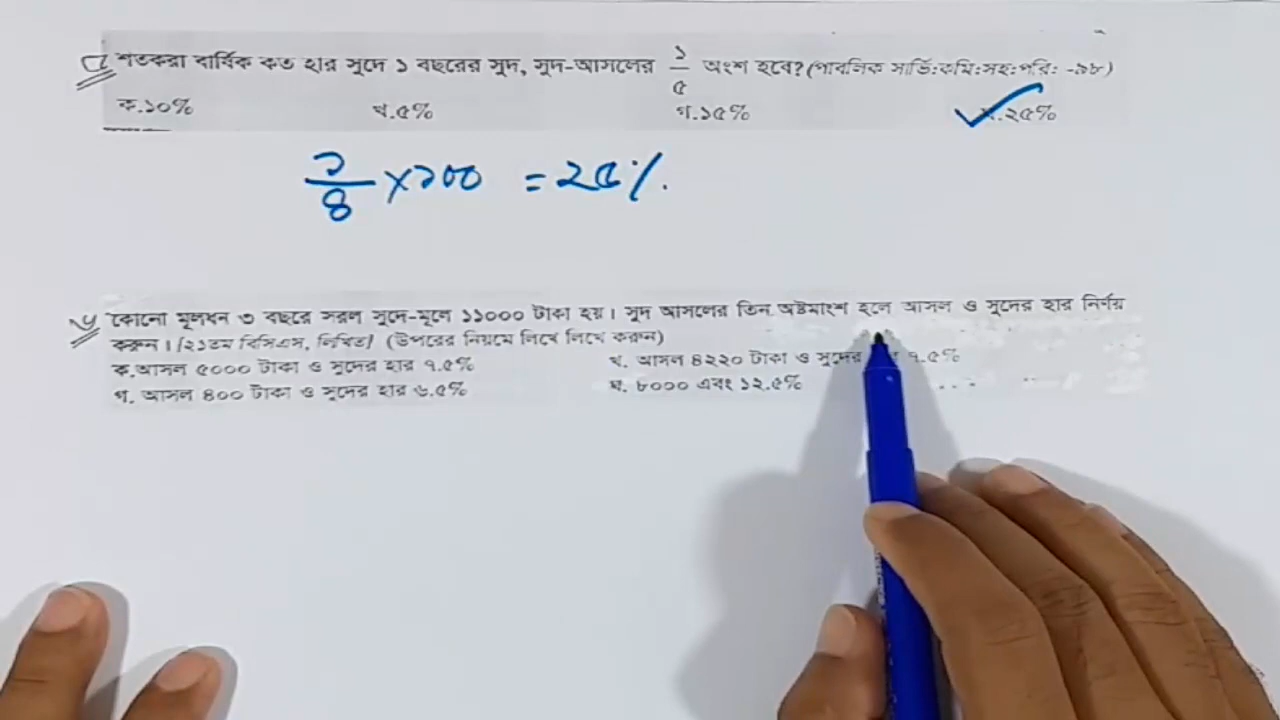 শতকরা বার্ষিক কত হার সুদে ১ বছরের সুদ, সুদ-আসলের ১/৫ অংশ হবে? (পাবলিক সার্ভি:কমি:সহ:পরি: -৯৮)
ক.১০% খ.৫% গ.১৫% .২৫%
১/৪ × ১০০ = ২৫%.
কোনো মূলধন ৩ বছরে সরল সুদে-মূলে ১১০০০ টাকা হয়। সুদ আসলের তিন অষ্টমাংশ হলে আসল ও সুদের হার নির্ণয়
করুন। [২১তম বিসিএস, লিখিত] (উপরের নিয়মে লিখে লিখে করুন)
ক.আসল ৫০০০ টাকা ও সুদের হার ৭.৫% খ. আসল ৪২২০ টাকা ও সুদের ৭.৫%
গ. আসল ৪০০ টাকা ও সুদের হার ৬.৫% ঘ. ৮০০০ এবং ১২.৫%